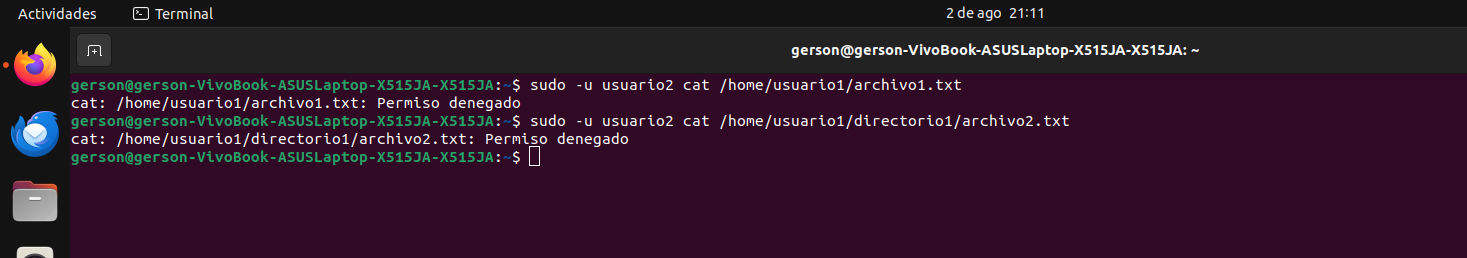 Actividades
Terminal
2 de ago 21:11
gerson@gerson-VivoBook-ASUSLaptop-X515JA-X515JA: ~
gerson@gerson-VivoBook-ASUSLaptop-X515JA-X515JA:~$ sudo -u usuario2 cat /home/usuario1/archivo1.txt
cat: /home/usuario1/archivo1.txt: Permiso denegado
gerson@gerson-VivoBook-ASUSLaptop-X515JA-X515JA:~$ sudo -u usuario2 cat /home/usuario1/directorio1/archivo2.txt
cat: /home/usuario1/directorio1/archivo2.txt: Permiso denegado
gerson@gerson-VivoBook-ASUSLaptop-X515JA-X515JA:~$